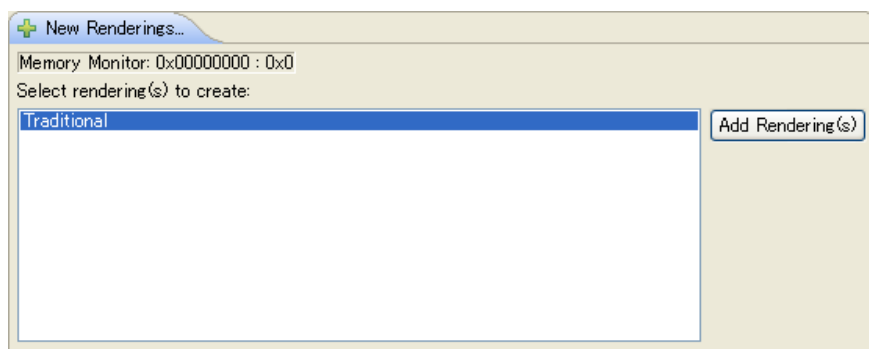 New Renderings...
Memory Monitor: 0x00000000 : 0x0
Select rendering(s) to create:
Traditional
Add Rendering(s)